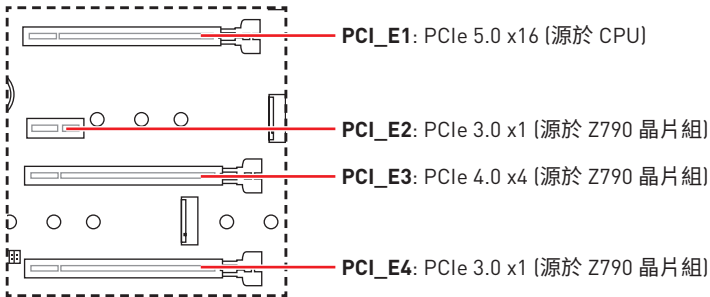 PCI_E1: PCIe 5.0 x16 (源於 CPU)
PCI_E2: PCIe 3.0 x1 (源於 Z790 晶片組)
PCI_E3: PCIe 4.0 x4 (源於 Z790 晶片組)
PCI_E4: PCIe 3.0 x1 (源於 Z790 晶片組)